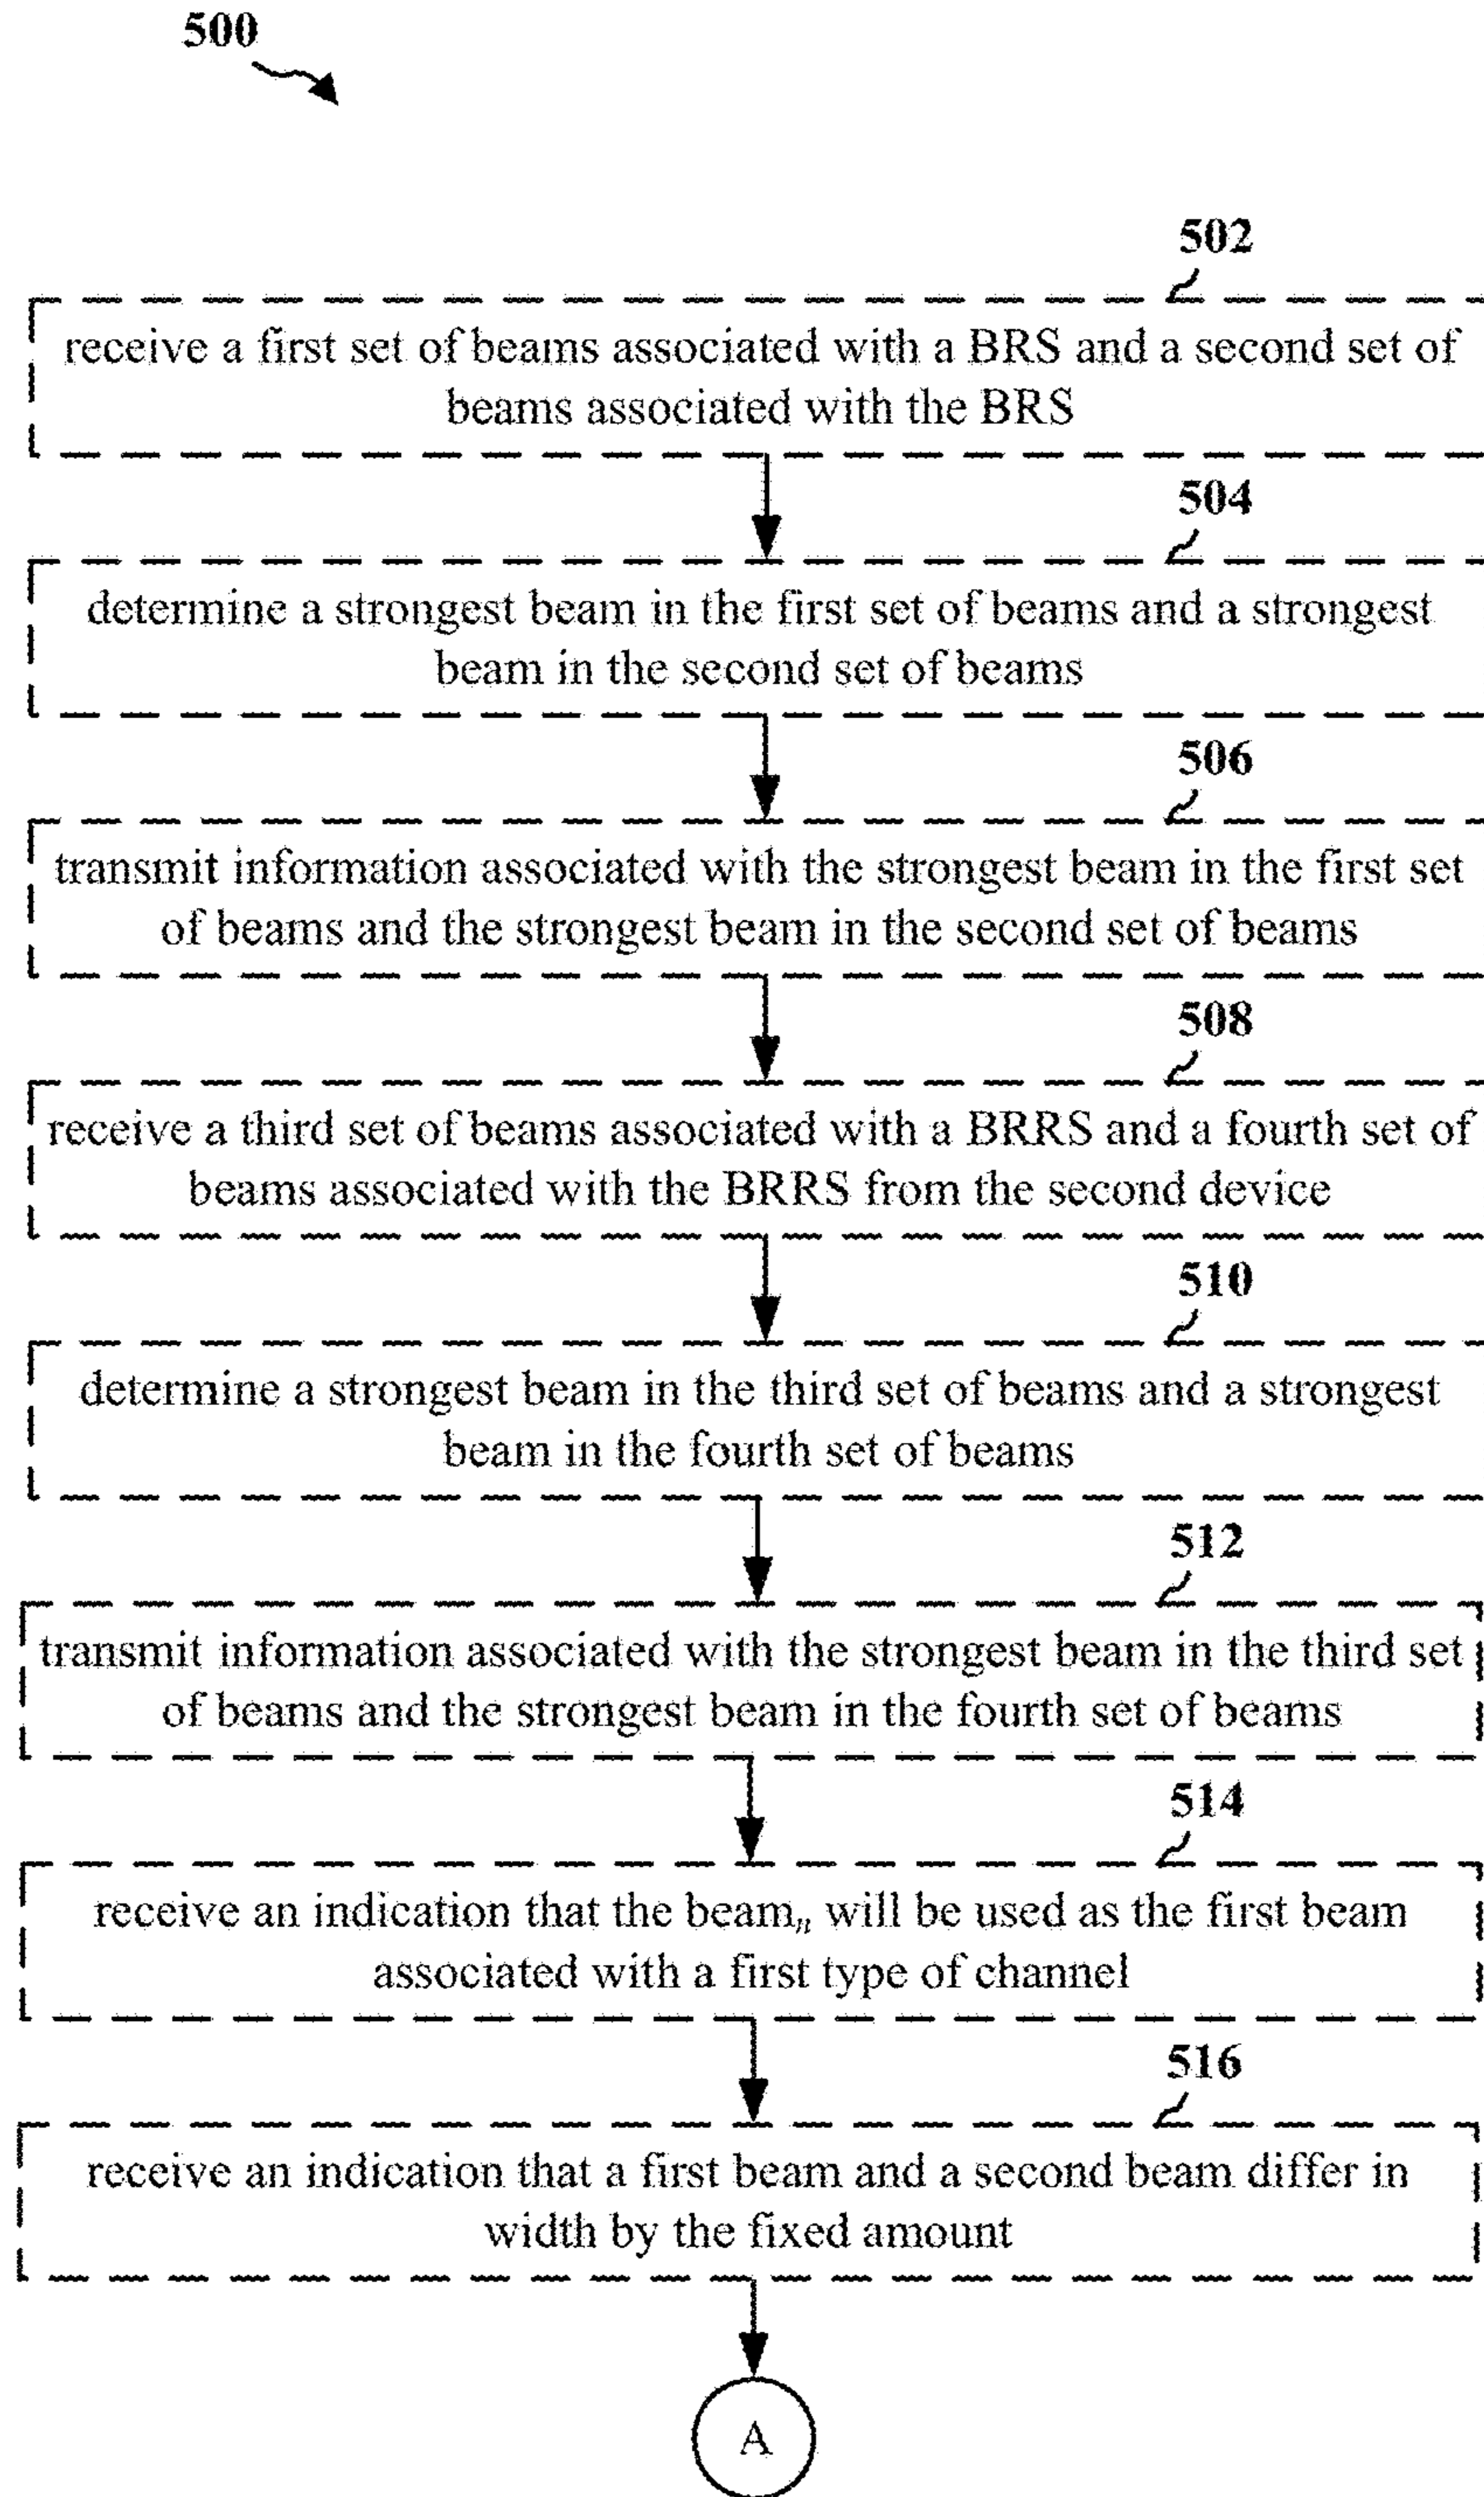 500
502
receive a first set of beams associated with a BRS and a second set of
beams associated with the BRS
504
determine a strongest beam in the first set of beams and a strongest
beam in the second set of beams
506
transmit information associated with the strongest beam in the first set
of beams and the strongest beam in the second set of beams
508
receive a third set of beams associated with a BRRS and a fourth set of
beams associated with the BRRS from the second device
510
determine a strongest beam in the third set of beams and a strongest
beam in the fourth set of beams
512
transmit information associated with the strongest beam in the third set
of beams and the strongest beam in the fourth set of beams
514
receive an indication that the beamₙ will be used as the first beam
associated with a first type of channel
516
receive an indication that a first beam and a second beam differ in
width by the fixed amount
A